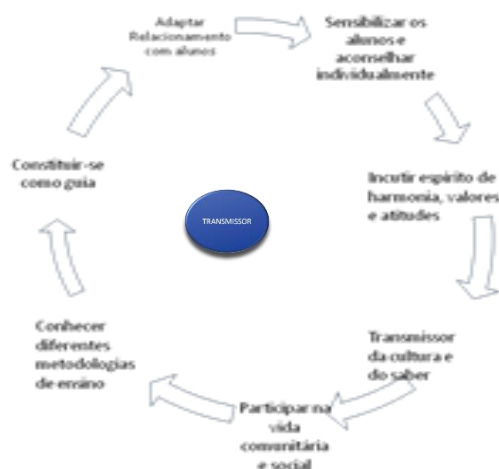 Adaptar
Relacionamento
com alunos
Sensibilizar os
alunos e
aconselhar
individualmente
Incutir espírito de
harmonia, valores
e atitudes
Transmissor
da cultura e
do saber
Participar na
vida
comunitária
e social
Conhecer
diferentes
metodologias
de ensino
Constituir-se
como guia
TRANSMISSOR